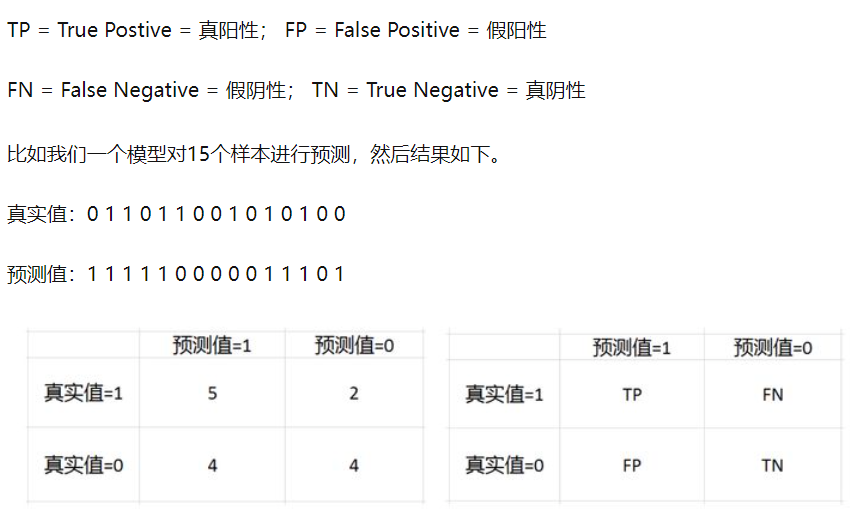 TP = True Postive = 真阳性； FP = False Positive = 假阳性
FN = False Negative = 假阴性； TN = True Negative = 真阴性
比如我们一个模型对15个样本进行预测，然后结果如下。
真实值：0 1 1 0 1 1 0 0 1 0 1 0 1 0 0
预测值：1 1 1 1 1 0 0 0 0 0 1 1 1 0 1
预测值=1 预测值=0 预测值=1 预测值=0
真实值=1 5 2 真实值=1 TP FN
真实值=0 4 4 真实值=0 FP TN